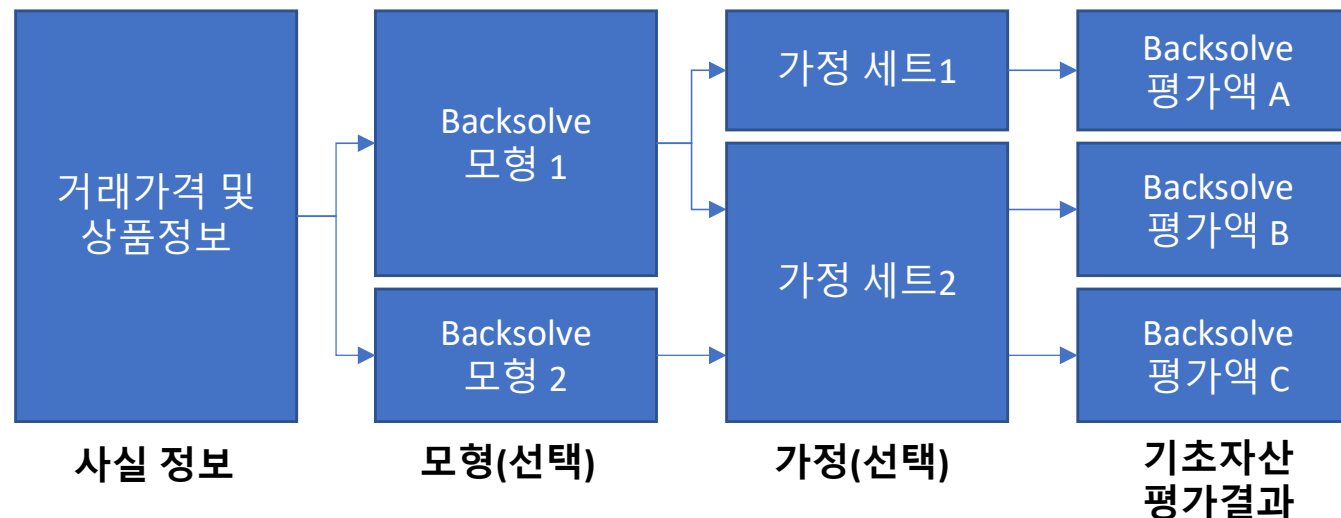 거래가격 및
상품정보
Backsolve
모형 1
Backsolve
모형 2
가정 세트1
가정 세트2
Backsolve
평가액 A
Backsolve
평가액 B
Backsolve
평가액 C
사실 정보
모형(선택)
가정(선택)
기초자산
평가결과